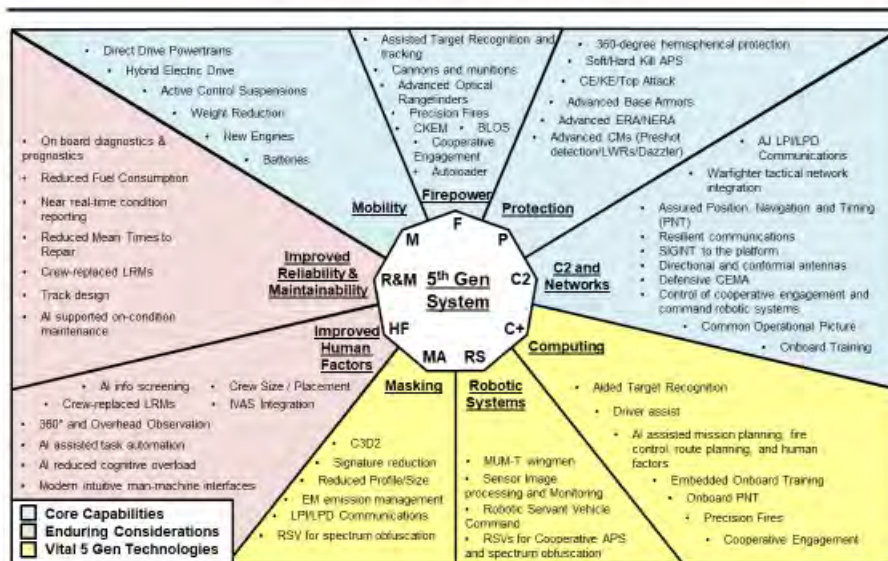 • Direct Drive Powertrains
• Hybrid Electric Drive
• Active Control Suspensions
• Weight Reduction
• New Engines
• Batteries
Mobility
• Assisted Target Recognition and
tracking
• Cannons and munitions
• Advanced Optical
Rangefinders
• Precision Fires
• CKEM • BLOS
• Cooperative
Engagement
• Autoloader
Firepower
• 360-degree hemispherical protection
• Soft/Hard Kill APS
• CE/KE/Top Attack
• Advanced Base Armors
• Advanced ERA/NERA
• Advanced CMs (Preshot
detection/LWRs/Dazzler)
Protection
• AJ LPI/LPD
Communications
• Warfighter tactical network
integration
• Assured Position, Navigation and Timing
(PNT)
• Resilient communications
• SIGINT to the platform
• Directional and conformal antennas
• Defensive CEMA
• Control of cooperative engagement and
command robotic systems
• Common Operational Picture
• Onboard Training
C2 and
Networks
• On board diagnostics &
prognostics
• Reduced Fuel Consumption
• Near real-time condition
reporting
• Reduced Mean Times to
Repair
• Crew-replaced LRMs
• Track design
• AI supported on-condition
maintenance
Improved
Reliability &
Maintainability
F
M
P
R&M
5th Gen
System
C2
HF
C+
MA
RS
Improved
Human
Factors
• AI info screening • Crew Size / Placement
• Crew-replaced LRMs • IVAS Integration
• 360° and Overhead Observation
• AI assisted task automation
• AI reduced cognitive overload
• Modern intuitive man-machine interfaces
Masking
• C3D2
• Signature reduction
• Reduced Profile/Size
• EM emission management
• LPI/LPD Communications
• RSV for spectrum obfuscation
Robotic
Systems
• MUM-T wingmen
• Sensor Image
processing and Monitoring
• Robotic Servant Vehicle
Command
• RSVs for Cooperative APS
and spectrum obfuscation
Computing
• Aided Target Recognition
• Driver assist
• AI assisted mission planning, fire
control, route planning, and human
factors
• Embedded Onboard Training
• Onboard PNT
• Precision Fires
• Cooperative Engagement
Core Capabilities
Enduring Considerations
Vital 5 Gen Technologies